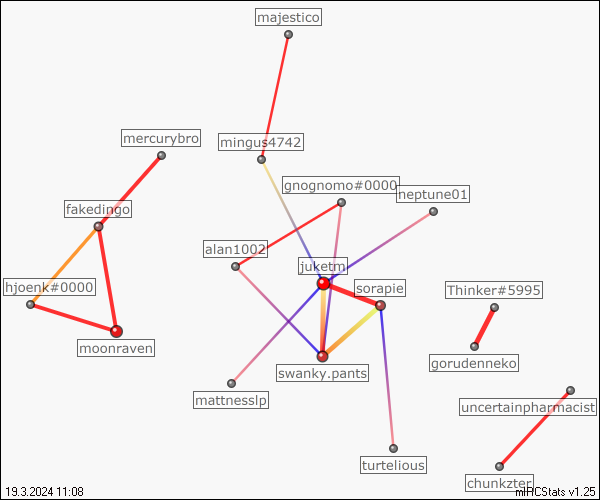 majestico
mercurybro
mingus4742
gnognomo#0000
neptune01
fakedingo
alan1002
juketm
hjoenk#0000
sorapie
Thinker#5995
moonraven
gorudenneko
swanky.pants
mattnesslp
uncertainpharmacist
turtelious
chunkzter
19.3.2024 11:08
mIRCStats v1.25